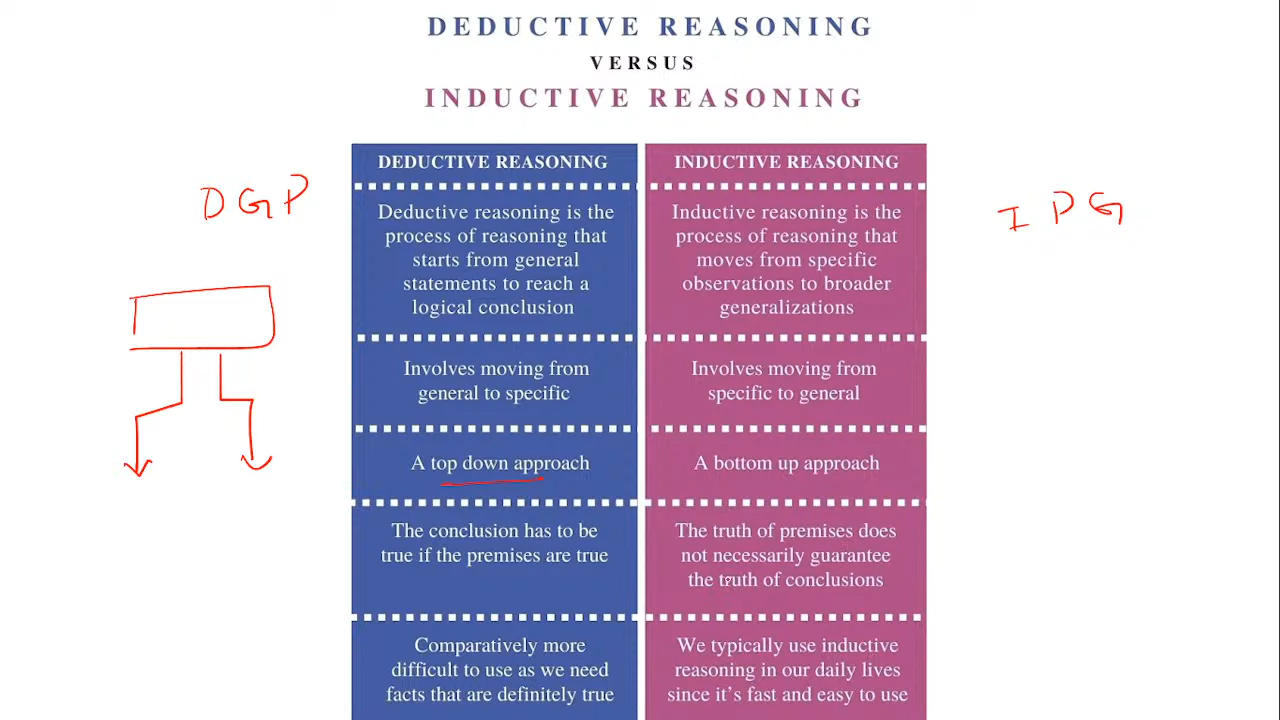 DEDUCTIVE REASONING
VERSUS
INDUCTIVE REASONING
DGP
IPG
DEDUCTIVE REASONING
Deductive reasoning is the
process of reasoning that
starts from general
statements to reach a
logical conclusion
Involves moving from
general to specific
A top down approach
The conclusion has to be
true if the premises are true
Comparatively more
difficult to use as we need
facts that are definitely true
INDUCTIVE REASONING
Inductive reasoning is the
process of reasoning that
moves from specific
observations to broader
generalizations
Involves moving from
specific to general
A bottom up approach
The truth of premises does
not necessarily guarantee
the truth of conclusions
We typically use inductive
reasoning in our daily lives
since it's fast and easy to use